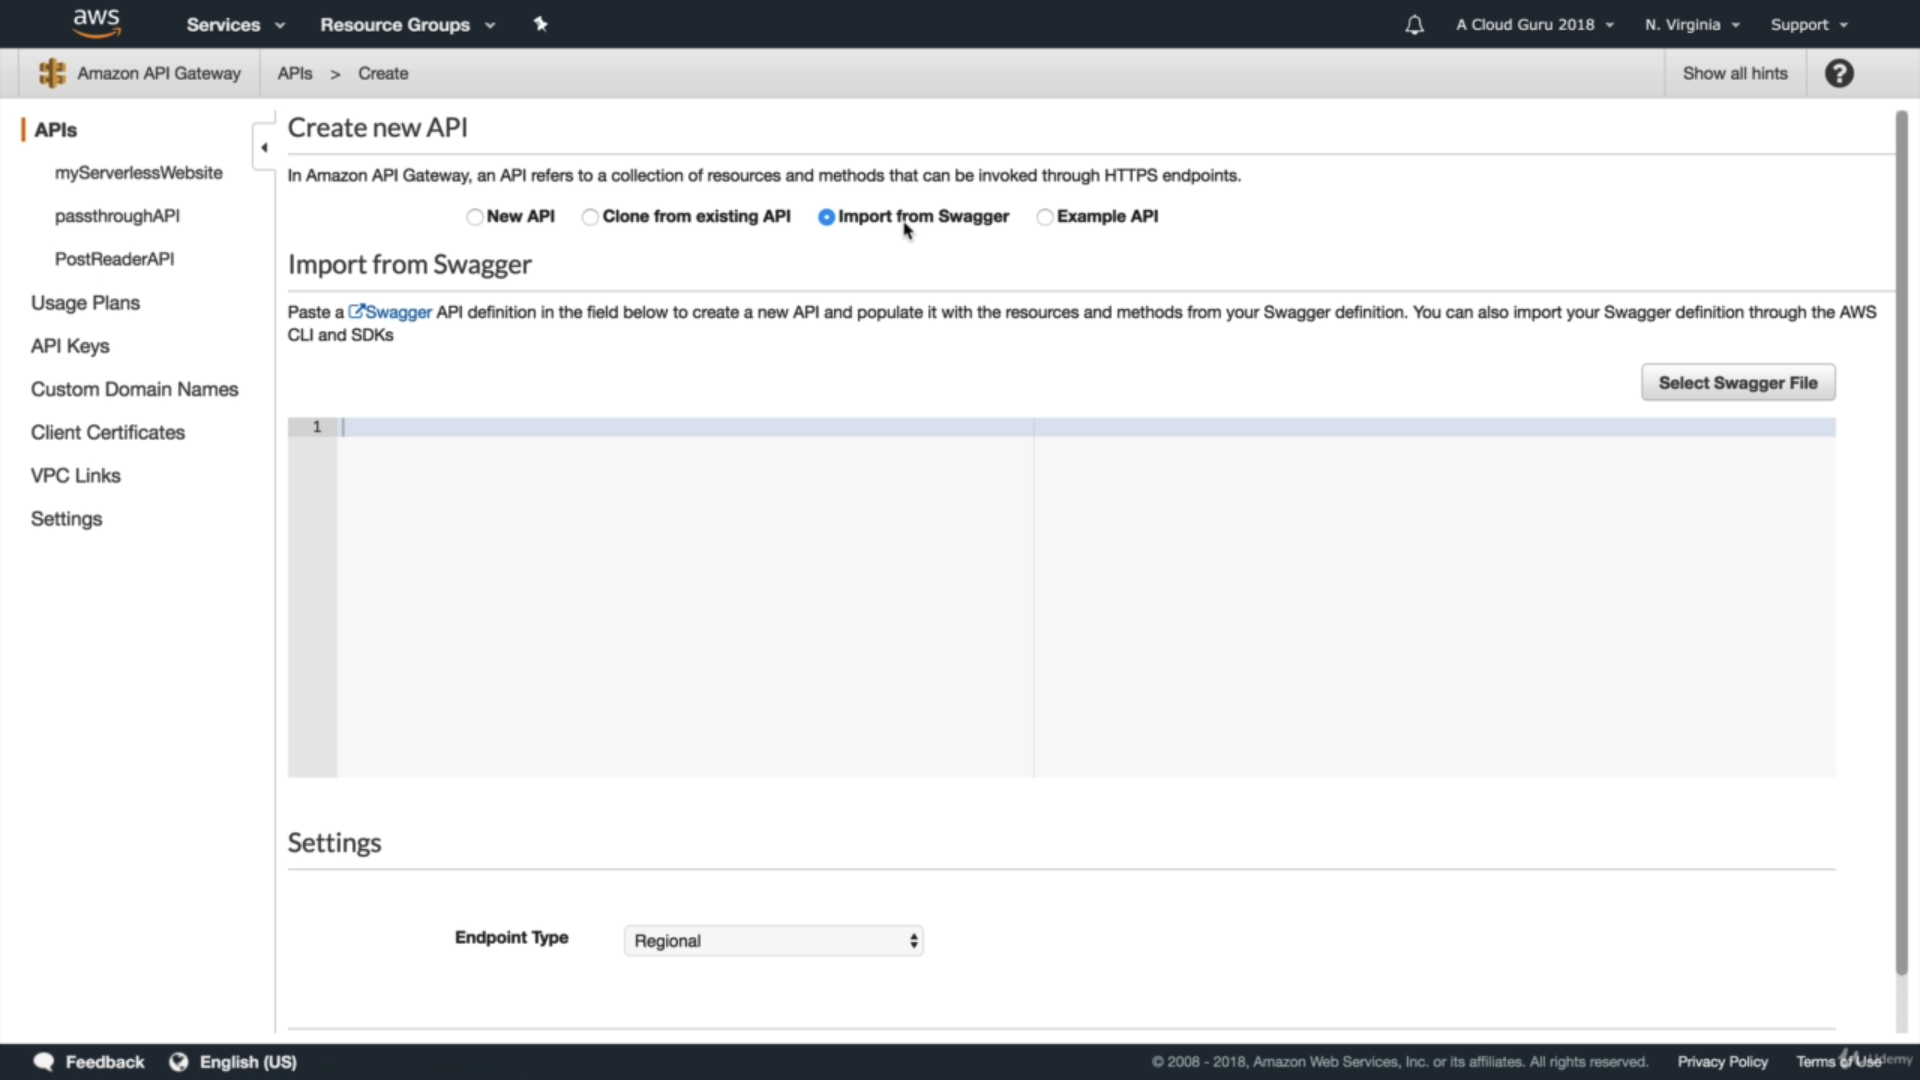 aws Services Resource Groups A Cloud Guru 2018 N. Virginia Support
Amazon API Gateway APIs > Create Show all hints ?
APIs
myServerlessWebsite
passthroughAPI
PostReaderAPI
Usage Plans
API Keys
Custom Domain Names
Client Certificates
VPC Links
Settings
Create new API
In Amazon API Gateway, an API refers to a collection of resources and methods that can be invoked through HTTPS endpoints.
New API Clone from existing API Import from Swagger Example API
Import from Swagger
Paste a Swagger API definition in the field below to create a new API and populate it with the resources and methods from your Swagger definition. You can also import your Swagger definition through the AWS
CLI and SDKs
Select Swagger File
1
Settings
Endpoint Type Regional
Feedback English (US) © 2008 - 2018, Amazon Web Services, Inc. or its affiliates. All rights reserved. Privacy Policy Terms of Use
Udemy